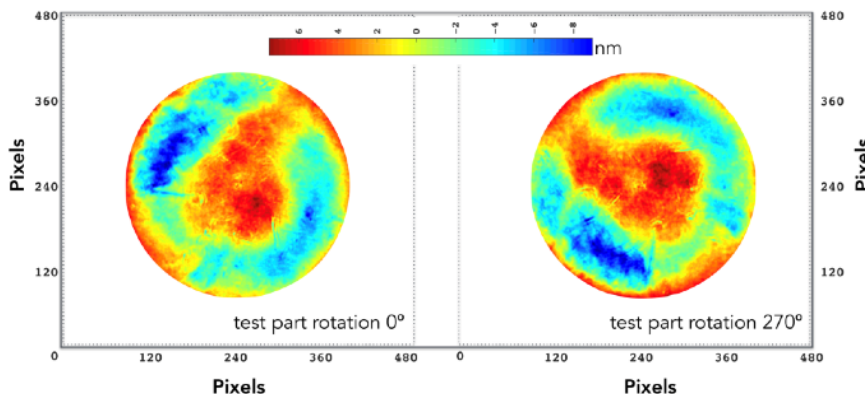 6 4 2 0 −2 −4 −6 −8 nm
480 480
360 360
Pixels Pixels
240 240
120 120
test part rotation 0º test part rotation 270º
0 120 240 360 480 0 120 240 360 480
Pixels Pixels